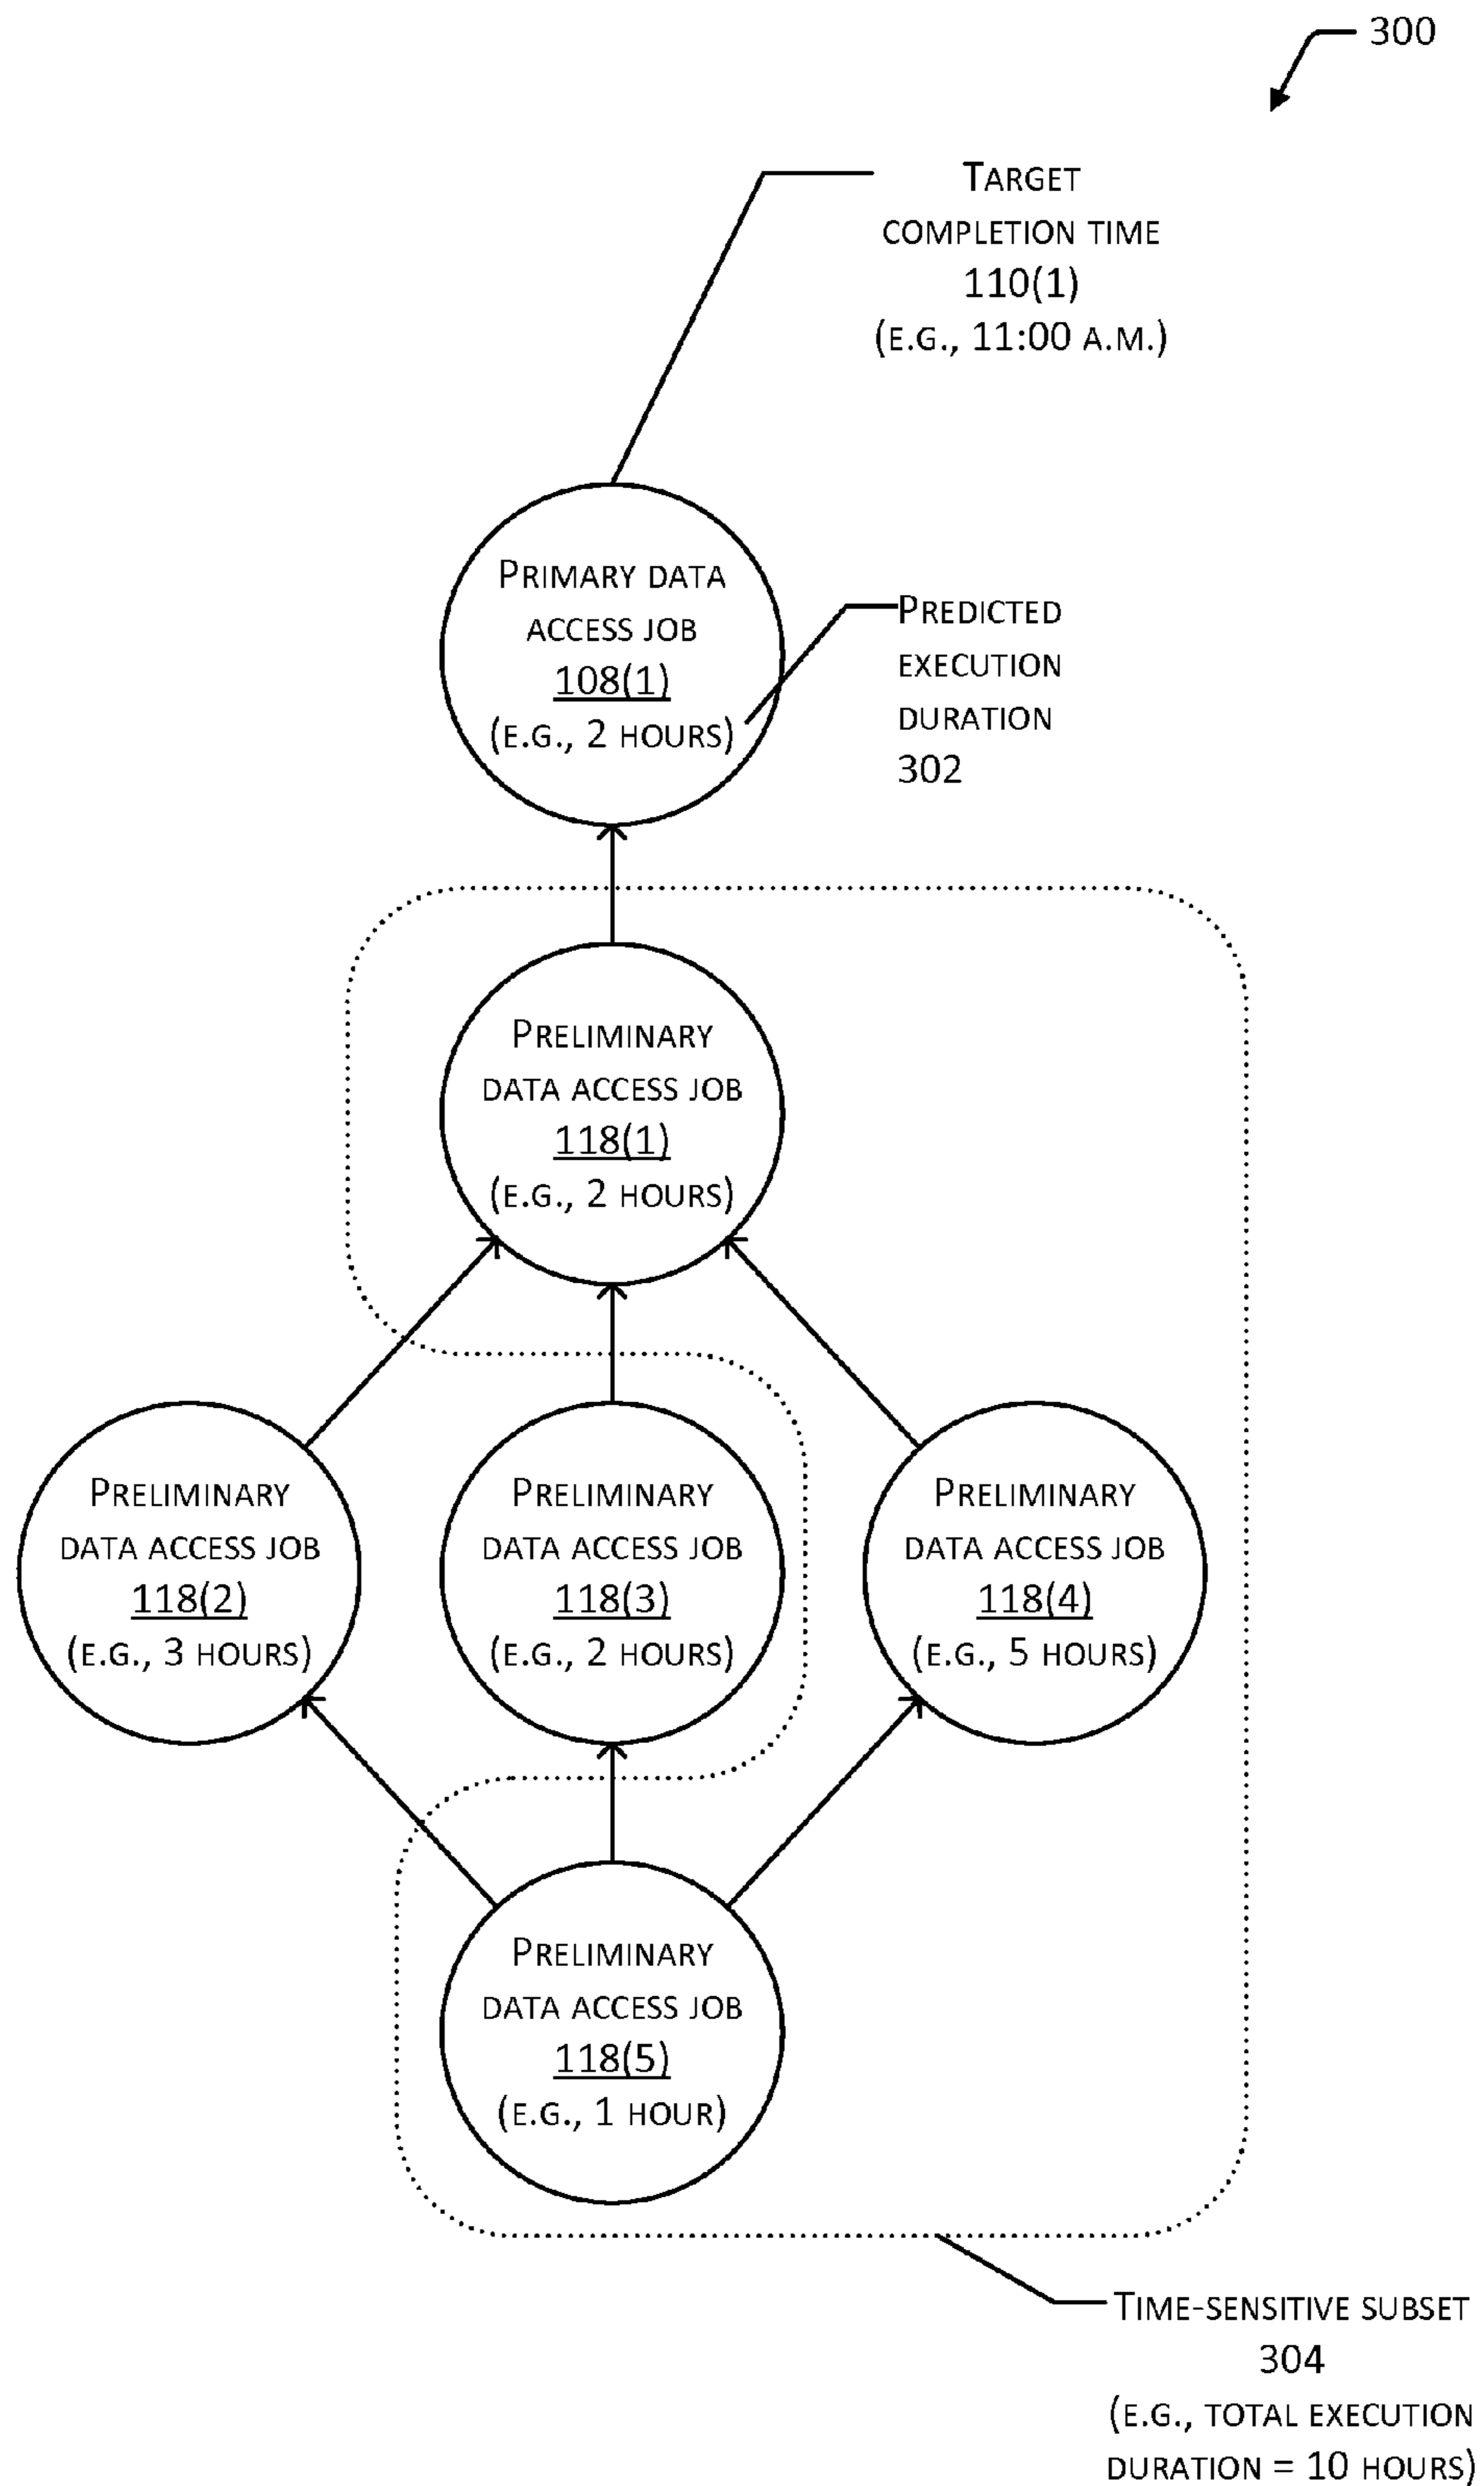 300
TARGET
COMPLETION TIME
110(1)
(E.G., 11:00 A.M.)
PRIMARY DATA
ACCESS JOB
108(1)
(E.G., 2 HOURS)
PREDICTED
EXECUTION
DURATION
302
PRELIMINARY
DATA ACCESS JOB
118(1)
(E.G., 2 HOURS)
PRELIMINARY
DATA ACCESS JOB
118(2)
(E.G., 3 HOURS)
PRELIMINARY
DATA ACCESS JOB
118(3)
(E.G., 2 HOURS)
PRELIMINARY
DATA ACCESS JOB
118(4)
(E.G., 5 HOURS)
PRELIMINARY
DATA ACCESS JOB
118(5)
(E.G., 1 HOUR)
TIME-SENSITIVE SUBSET
304
(E.G., TOTAL EXECUTION
DURATION = 10 HOURS)